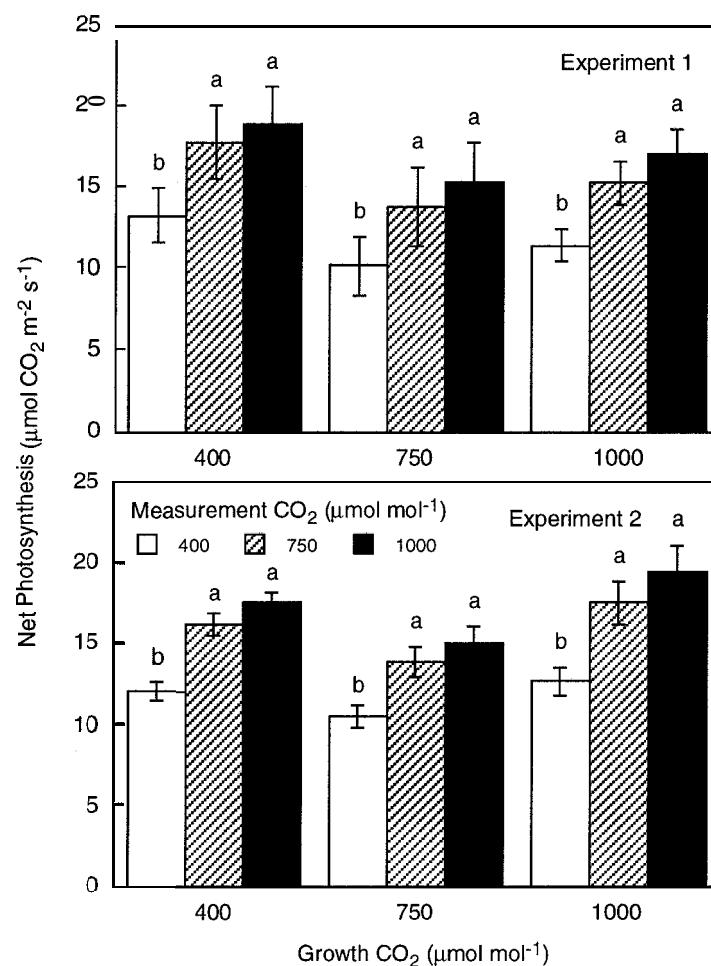 Net Photosynthesis (μmol CO₂ m⁻² s⁻¹)
25
20
15
10
5
0
Experiment 1
b a a
b a a
b a a
400 750 1000
25
20
15
10
5
0
Measurement CO₂ (μmol mol⁻¹)
400 750 1000
Experiment 2
b a a
b a a
b a a
400 750 1000
Growth CO₂ (μmol mol⁻¹)